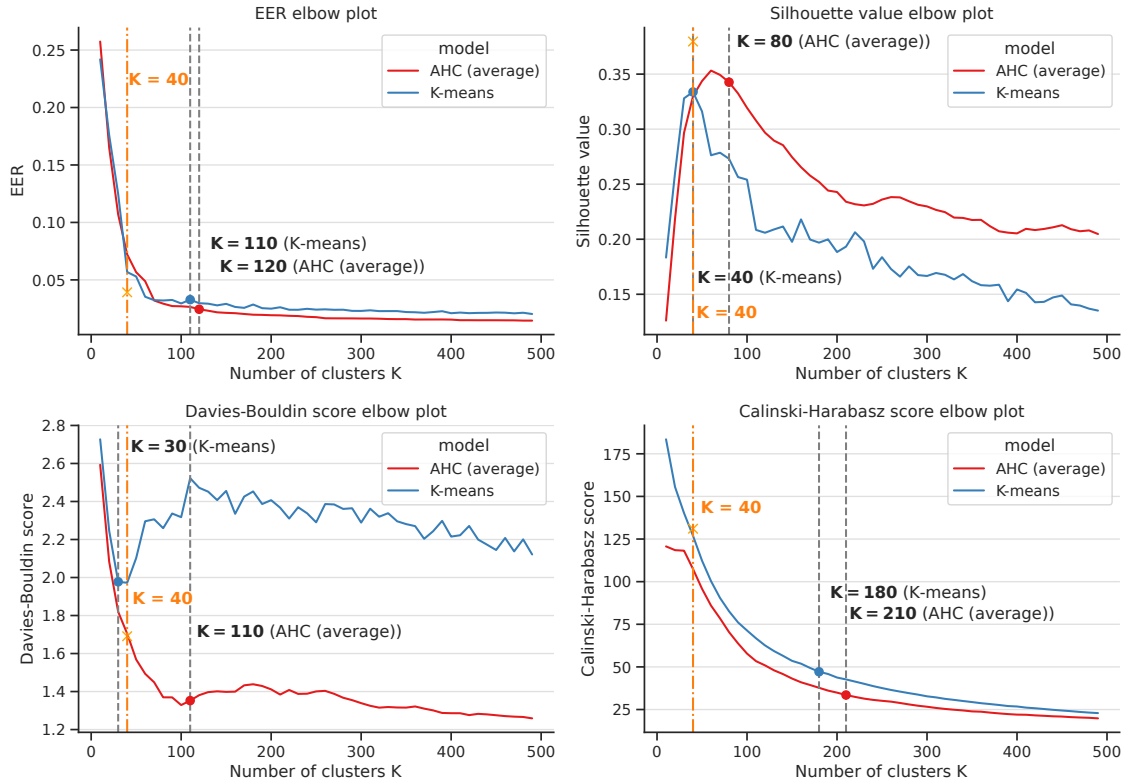 EER elbow plot
0.25
0.20
0.15
0.10
0.05
EER
K = 40
model
AHC (average)
K-means
K = 110 (K-means)
K = 120 (AHC (average))
0 100 200 300 400 500
Number of clusters K
Silhouette value elbow plot
0.35
0.30
0.25
0.20
0.15
Silhouette value
K = 80 (AHC (average))
model
AHC (average)
K-means
K = 40 (K-means)
K = 40
0 100 200 300 400 500
Number of clusters K
Davies-Bouldin score elbow plot
2.8
2.6
2.4
2.2
2.0
1.8
1.6
1.4
1.2
Davies-Bouldin score
K = 30 (K-means)
model
AHC (average)
K-means
K = 40
K = 110 (AHC (average))
0 100 200 300 400 500
Number of clusters K
Calinski-Harabasz score elbow plot
175
150
125
100
75
50
25
Calinski-Harabasz score
model
AHC (average)
K-means
K = 40
K = 180 (K-means)
K = 210 (AHC (average))
0 100 200 300 400 500
Number of clusters K